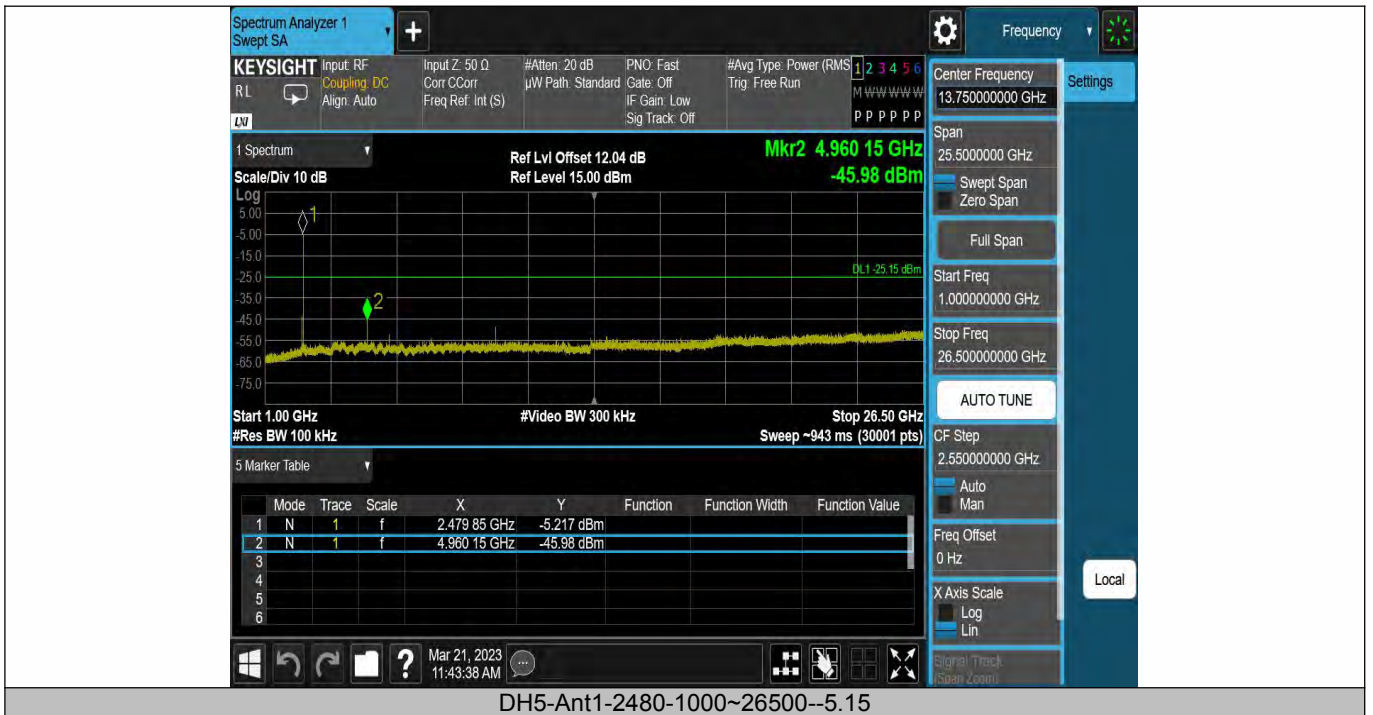 Spectrum Analyzer 1
Swept SA
+
Frequency
KEYSIGHT
RL
LXI
Input: RF
Coupling: DC
Align: Auto
Input Z: 50 Ω
Corr CCorr
Freq Ref: Int (S)
#Atten: 20 dB
µW Path: Standard
PNO: Fast
Gate: Off
IF Gain: Low
Sig Track: Off
#Avg Type: Power (RMS
Trig: Free Run
1 2 3 4 5 6
M W W W W W
P P P P P P
Center Frequency
13.750000000 GHz
Settings
Span
25.5000000 GHz
Swept Span
Zero Span
Full Span
Start Freq
1.000000000 GHz
Stop Freq
26.500000000 GHz
AUTO TUNE
CF Step
2.550000000 GHz
Auto
Man
Freq Offset
0 Hz
X Axis Scale
Log
Lin
Signal Track
(Span Zoom)
Local
1 Spectrum
Scale/Div 10 dB
Ref Lvl Offset 12.04 dB
Ref Level 15.00 dBm
Mkr2 4.960 15 GHz
-45.98 dBm
Log
5.00
-5.00
-15.0
-25.0
-35.0
-45.0
-55.0
-65.0
-75.0
1
2
DL1 -25.15 dBm
Start 1.00 GHz
#Res BW 100 kHz
#Video BW 300 kHz
Stop 26.50 GHz
Sweep ~943 ms (30001 pts)
5 Marker Table
Mode Trace Scale X Y Function Function Width Function Value
1 N 1 f 2.479 85 GHz -5.217 dBm
2 N 1 f 4.960 15 GHz -45.98 dBm
3
4
5
6
?
Mar 21, 2023
11:43:38 AM
DH5-Ant1-2480-1000~26500--5.15